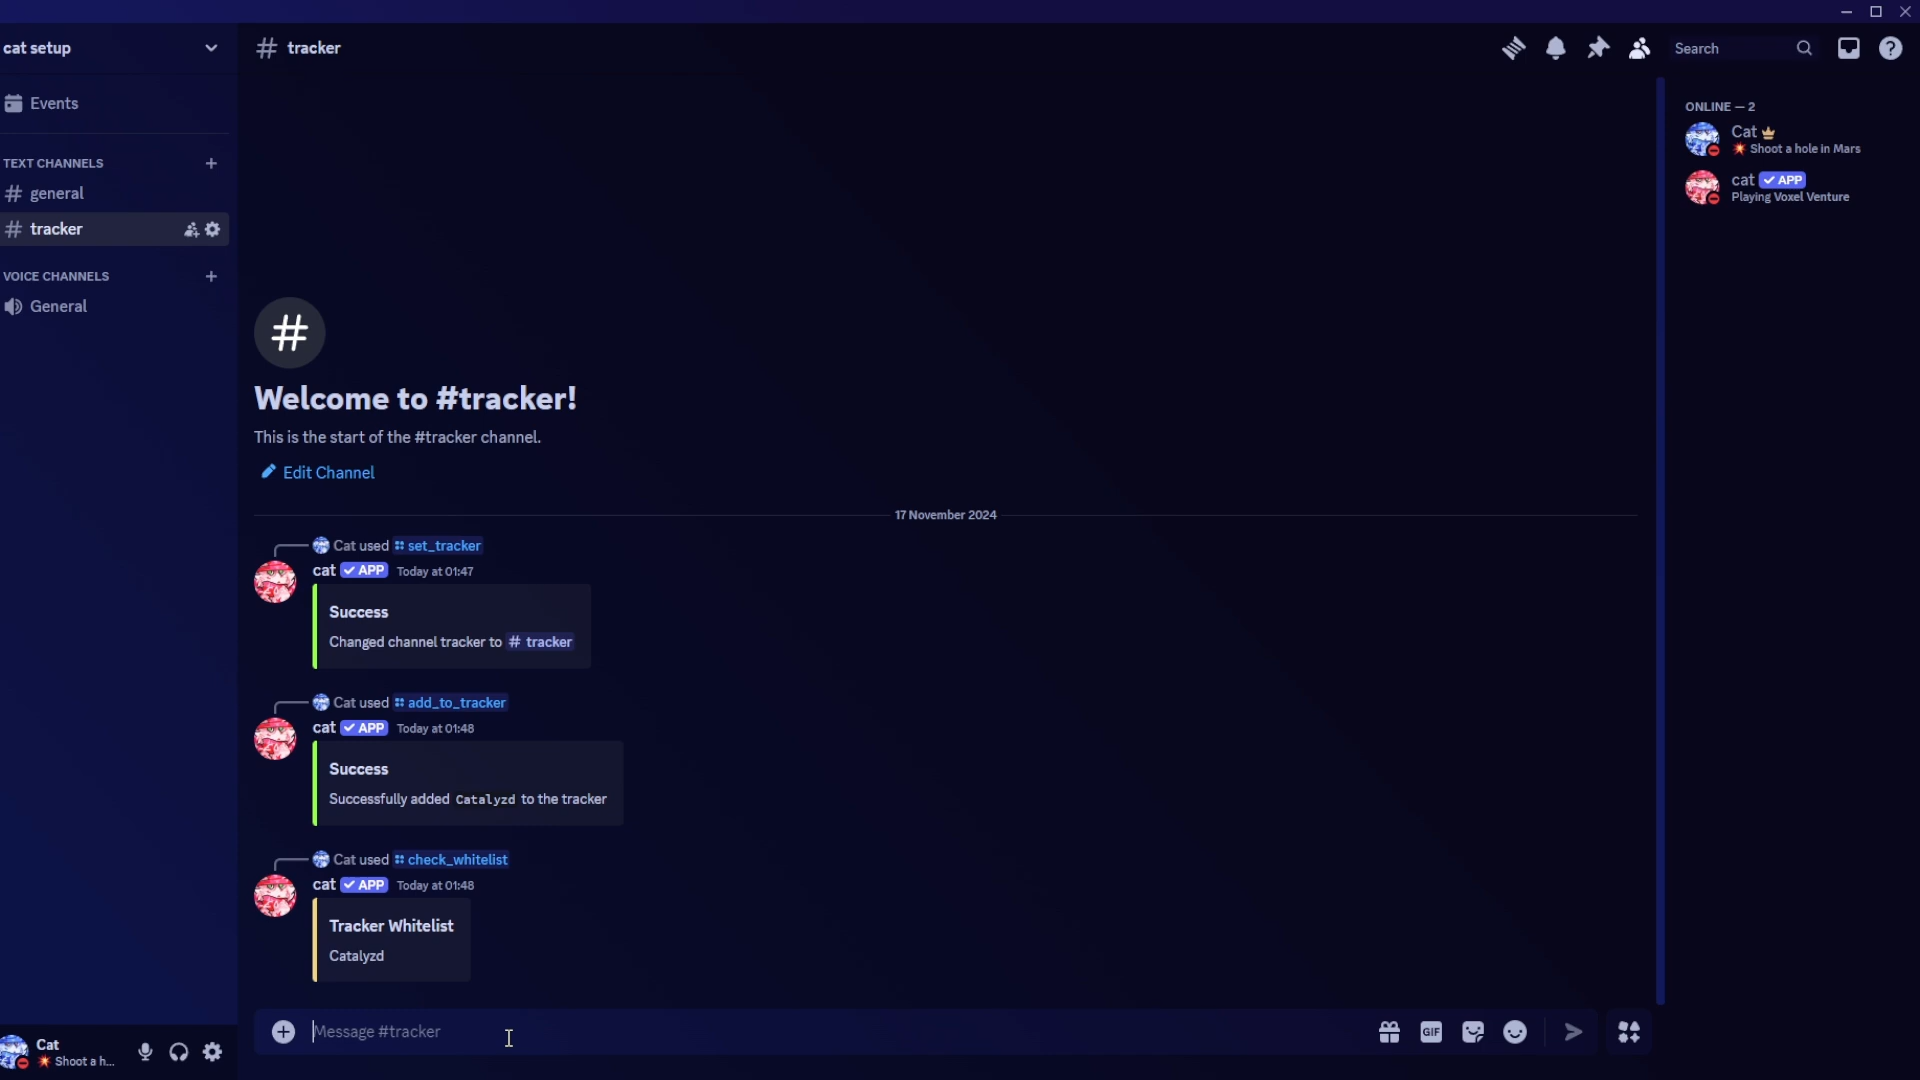 cat setup
# tracker
Search
Events
TEXT CHANNELS
# general
# tracker
VOICE CHANNELS
General
ONLINE — 2
Cat
💥 Shoot a hole in Mars
cat ✓ APP
Playing Voxel Venture
#
Welcome to #tracker!
This is the start of the #tracker channel.
Edit Channel
17 November 2024
Cat used set_tracker
cat ✓ APP Today at 01:47
Success
Changed channel tracker to # tracker
Cat used add_to_tracker
cat ✓ APP Today at 01:48
Success
Successfully added Catalyzd to the tracker
Cat used check_whitelist
cat ✓ APP Today at 01:48
Tracker Whitelist
Catalyzd
Message #tracker
GIF
Cat
💥 Shoot a h...